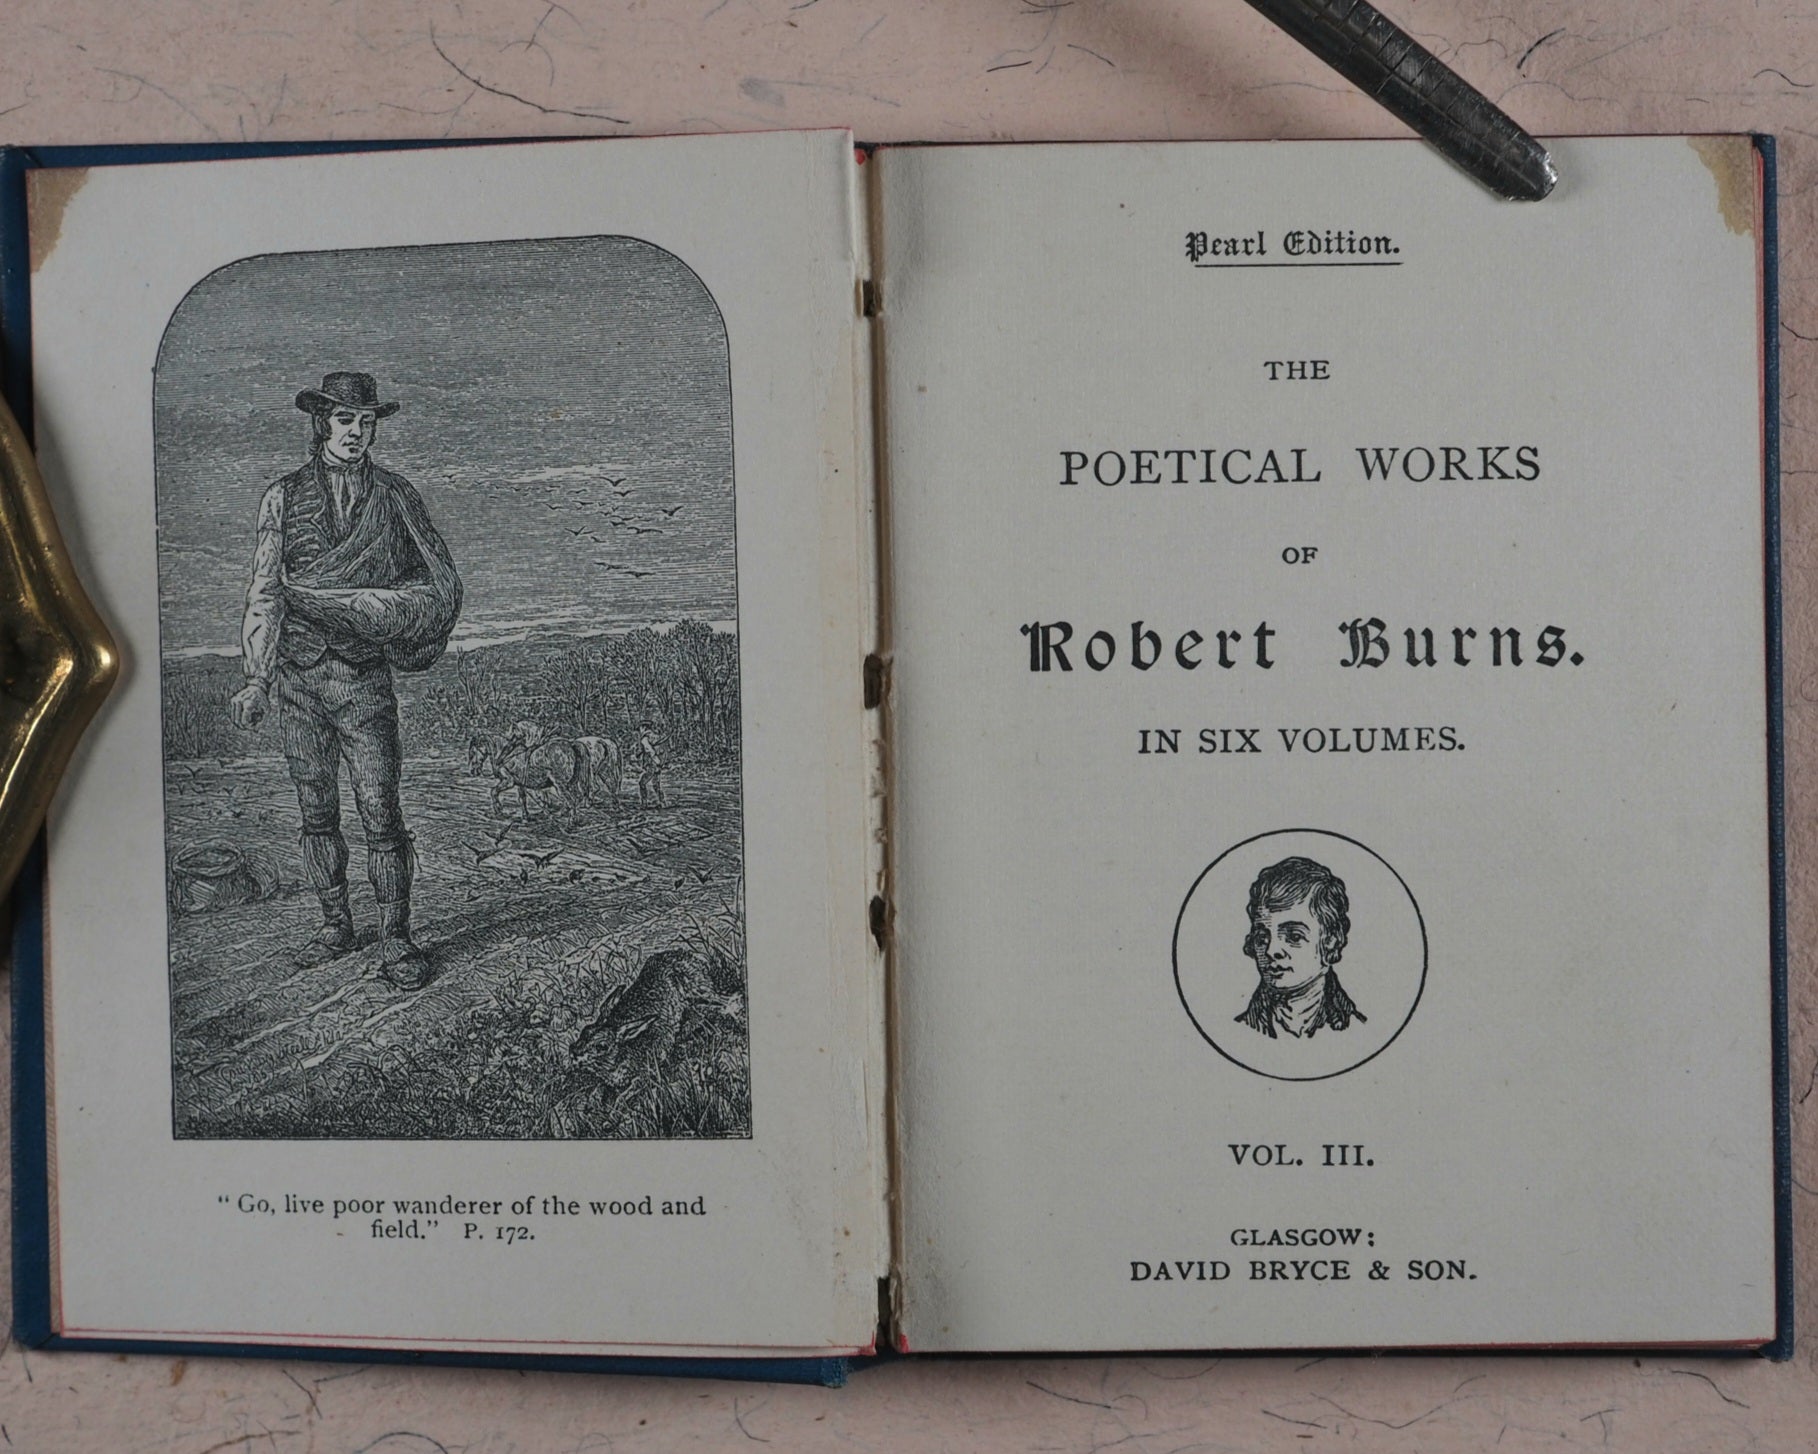 “ Go, live poor wanderer of the wood and
field.” P. 172.
Pearl Edition.
THE
POETICAL WORKS
OF
Robert Burns.
IN SIX VOLUMES.
VOL. III.
GLASGOW:
DAVID BRYCE & SON.